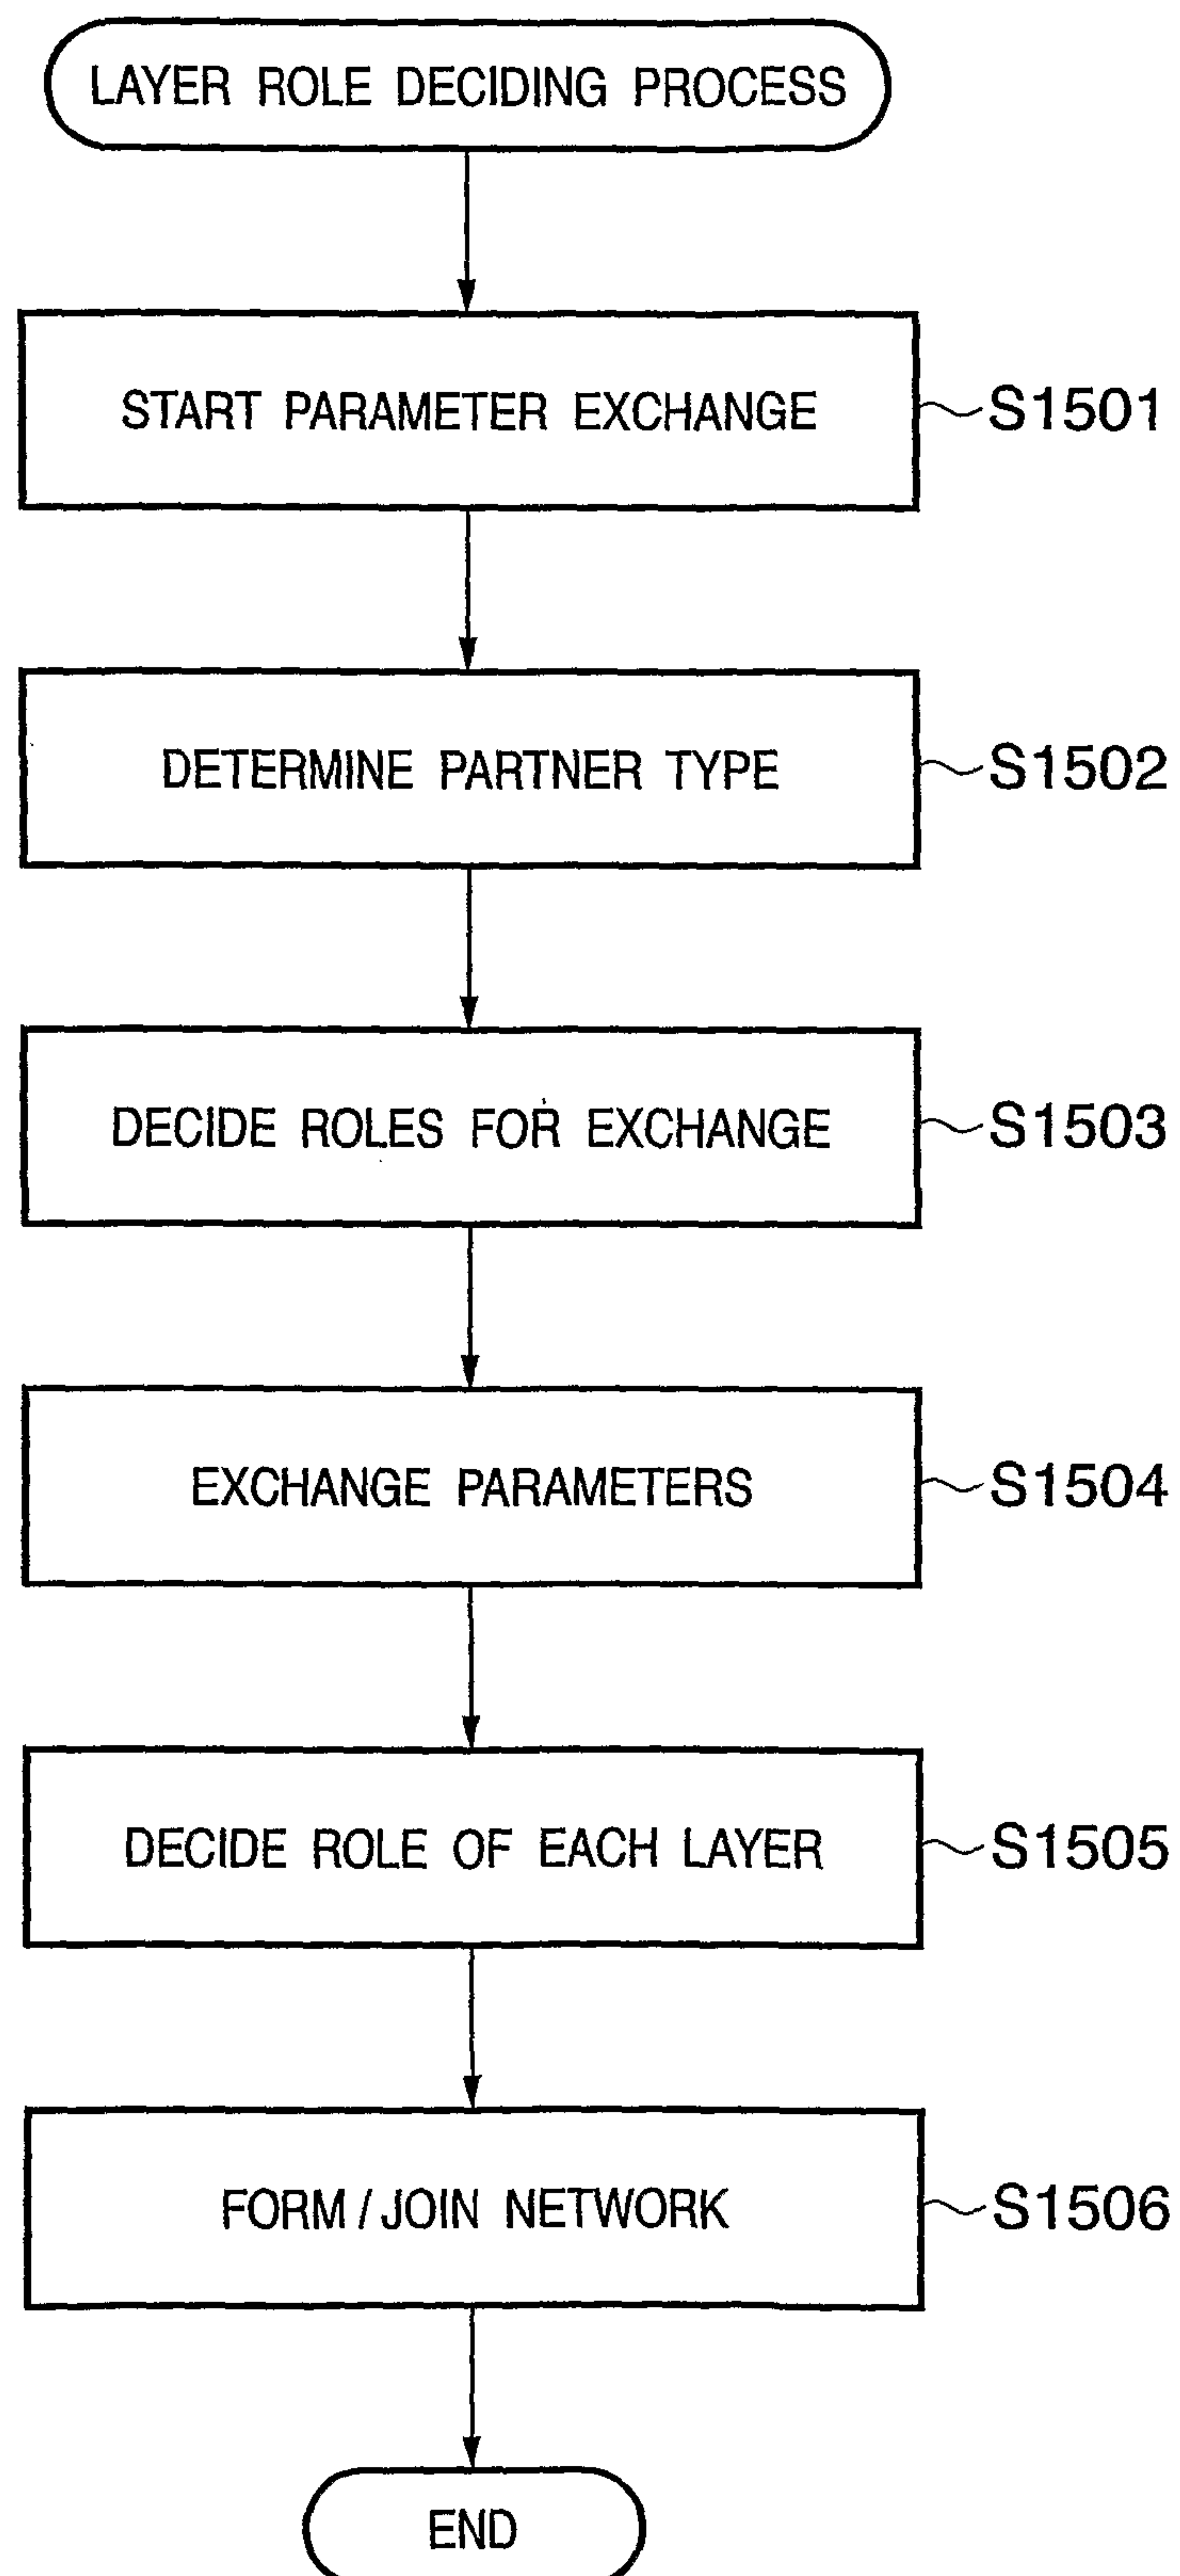 LAYER ROLE DECIDING PROCESS
START PARAMETER EXCHANGE
S1501
DETERMINE PARTNER TYPE
S1502
DECIDE ROLES FOR EXCHANGE
S1503
EXCHANGE PARAMETERS
S1504
DECIDE ROLE OF EACH LAYER
S1505
FORM / JOIN NETWORK
S1506
END